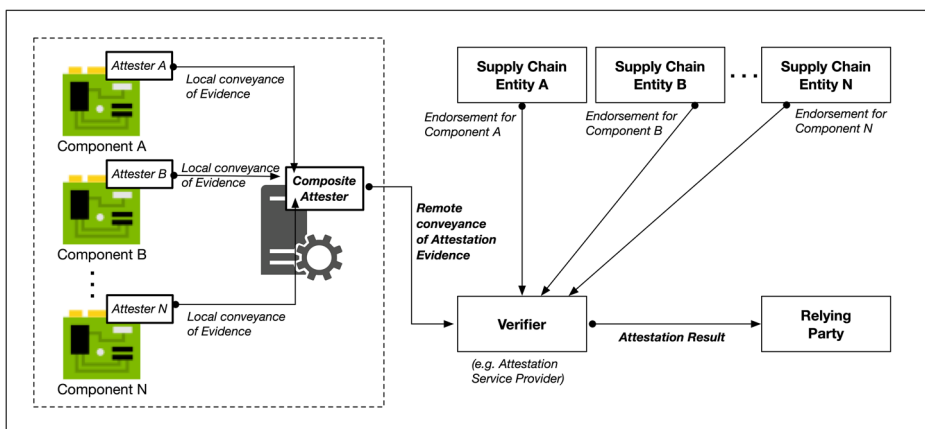 Attester A
Local conveyance
of Evidence
Component A
Attester B
Local conveyance
of Evidence
Component B
Attester N
Local conveyance
of Evidence
Component N
Composite
Attester
Remote
conveyance
of Attestation
Evidence
Supply Chain
Entity A
Supply Chain
Entity B
Supply Chain
Entity N
Endorsement for
Component A
Endorsement for
Component B
Endorsement for
Component N
Verifier
(e.g. Attestation
Service Provider)
Attestation Result
Relying
Party